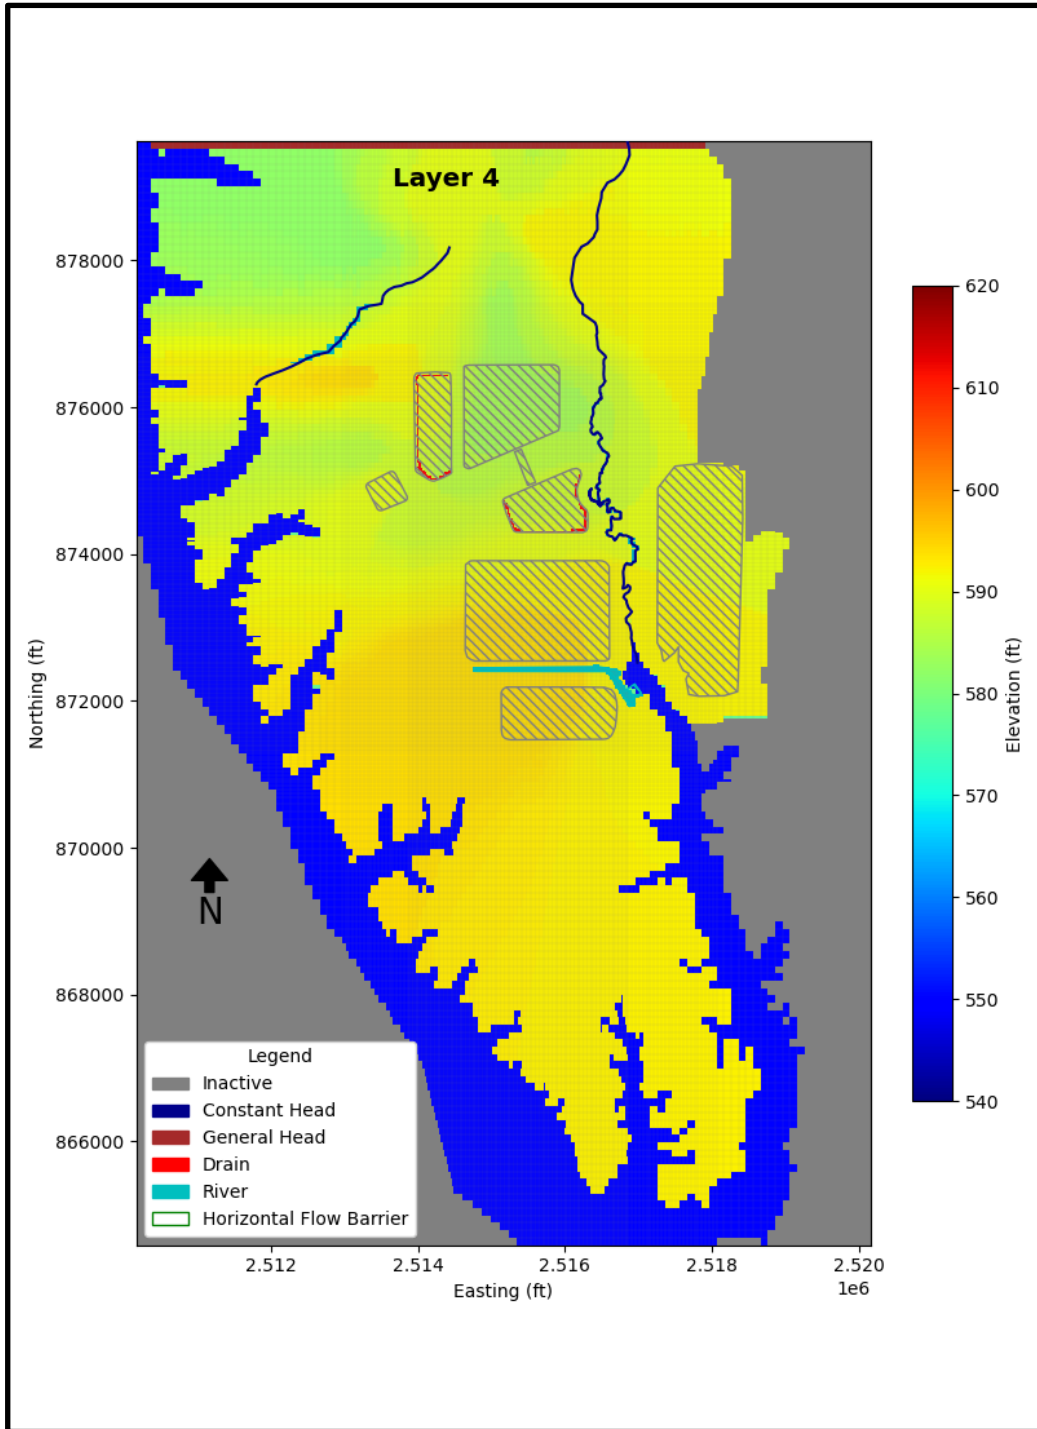 Layer 4
878000
876000
874000
872000
870000
868000
866000
Northing (ft)
N
Legend
Inactive
Constant Head
General Head
Drain
River
Horizontal Flow Barrier
2.512
2.514
2.516
2.518
2.520
1e6
Easting (ft)
620
610
600
590
580
570
560
550
540
Elevation (ft)